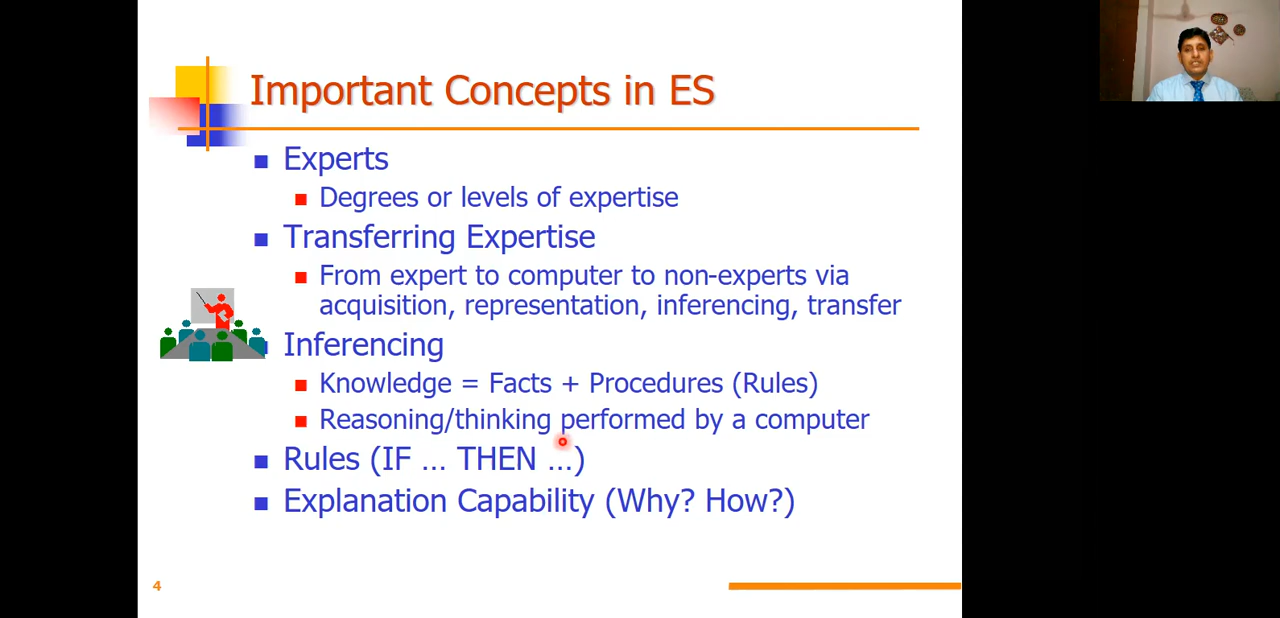 Important Concepts in ES
Experts
Degrees or levels of expertise
Transferring Expertise
From expert to computer to non-experts via
acquisition, representation, inferencing, transfer
Inferencing
Knowledge = Facts + Procedures (Rules)
Reasoning/thinking performed by a computer
Rules (IF … THEN …)
Explanation Capability (Why? How?)
4